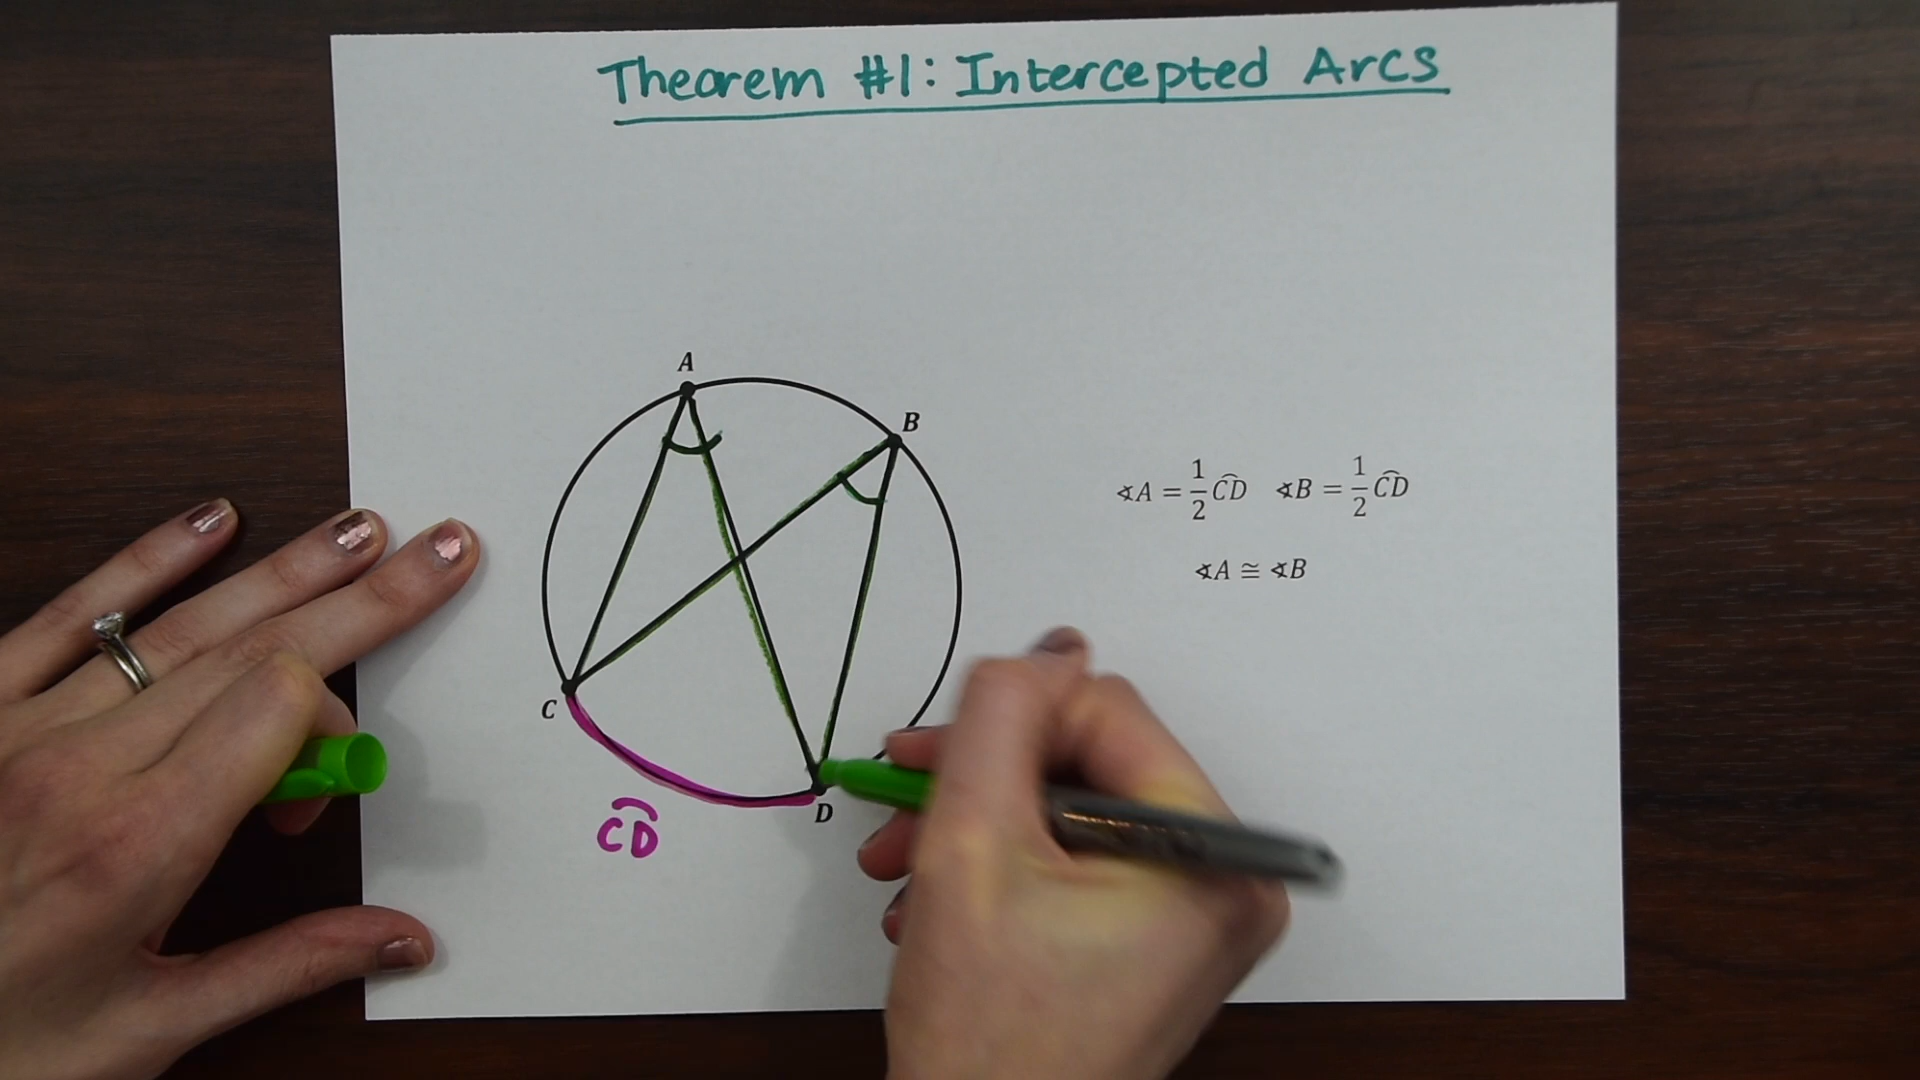 Theorem #1: Intercepted Arcs
A
B
∢A = 1/2 C͡D ∢B = 1/2 C͡D
∢A ≅ ∢B
C
D
C͡D